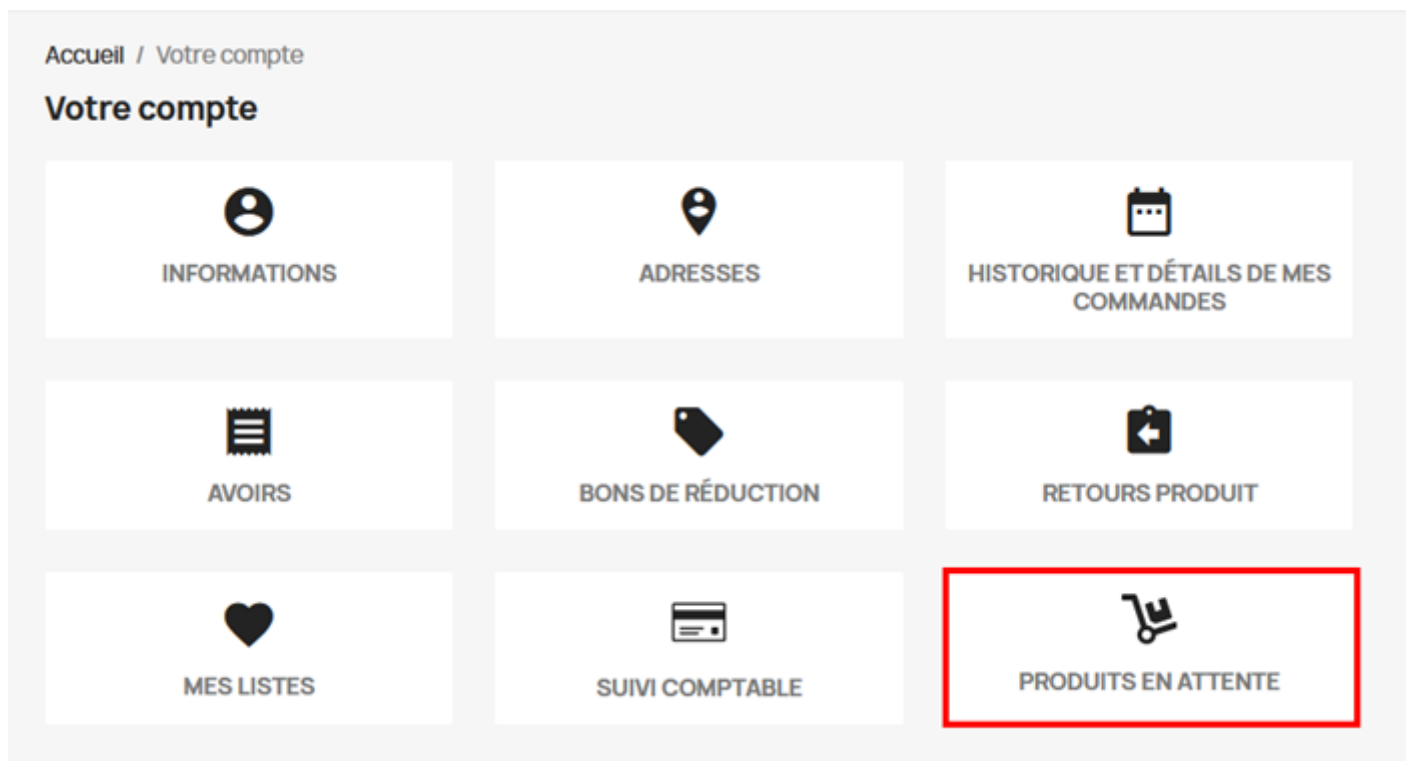 Accueil / Votre compte
Votre compte
INFORMATIONS
ADRESSES
HISTORIQUE ET DÉTAILS DE MES
COMMANDES
AVOIRS
BONS DE RÉDUCTION
RETOURS PRODUIT
MES LISTES
SUIVI COMPTABLE
PRODUITS EN ATTENTE